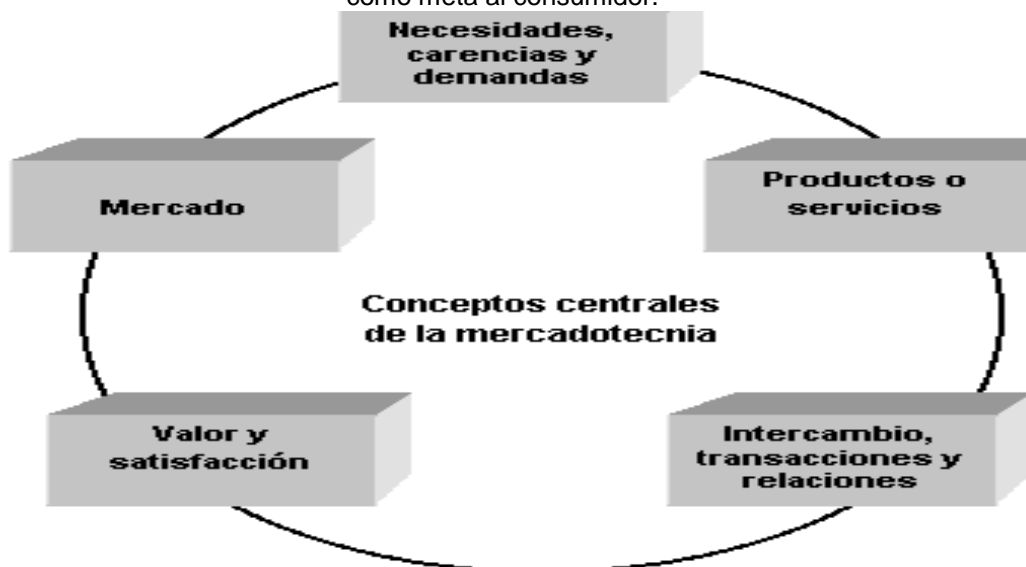 como meta al consumidor.
Necesidades,
carencias y
demandas
Mercado
Productos o
servicios
Conceptos centrales
de la mercadotecnia
Valor y
satisfacción
Intercambio,
transacciones y
relaciones